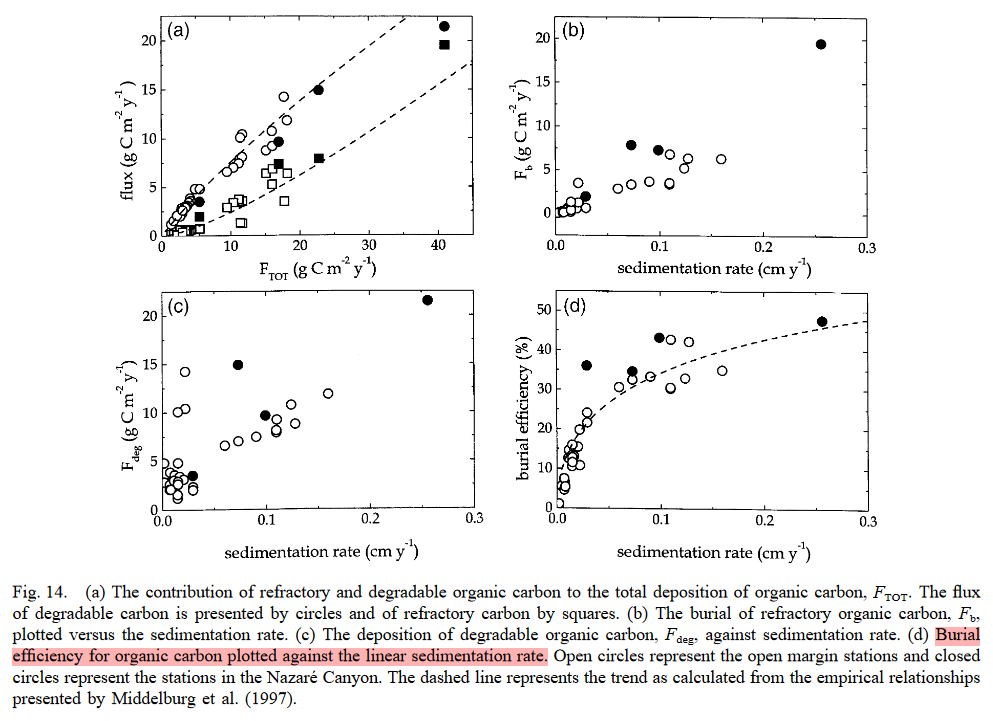 (a)
20
15
10
5
0
flux (g C m⁻² y⁻¹)
0 10 20 30 40
F_TOT (g C m⁻² y⁻¹)
(b)
20
15
10
5
0
F_b (g C m⁻² y⁻¹)
0.0 0.1 0.2 0.3
sedimentation rate (cm y⁻¹)
(c)
20
15
10
5
0
F_deg (g C m⁻² y⁻¹)
0.0 0.1 0.2 0.3
sedimentation rate (cm y⁻¹)
(d)
50
40
30
20
10
0
burial efficiency (%)
0.0 0.1 0.2 0.3
sedimentation rate (cm y⁻¹)
Fig. 14. (a) The contribution of refractory and degradable organic carbon to the total deposition of organic carbon, F_TOT. The flux
of degradable carbon is presented by circles and of refractory carbon by squares. (b) The burial of refractory organic carbon, F_b,
plotted versus the sedimentation rate. (c) The deposition of degradable organic carbon, F_deg, against sedimentation rate. (d) Burial
efficiency for organic carbon plotted against the linear sedimentation rate. Open circles represent the open margin stations and closed
circles represent the stations in the Nazaré Canyon. The dashed line represents the trend as calculated from the empirical relationships
presented by Middelburg et al. (1997).